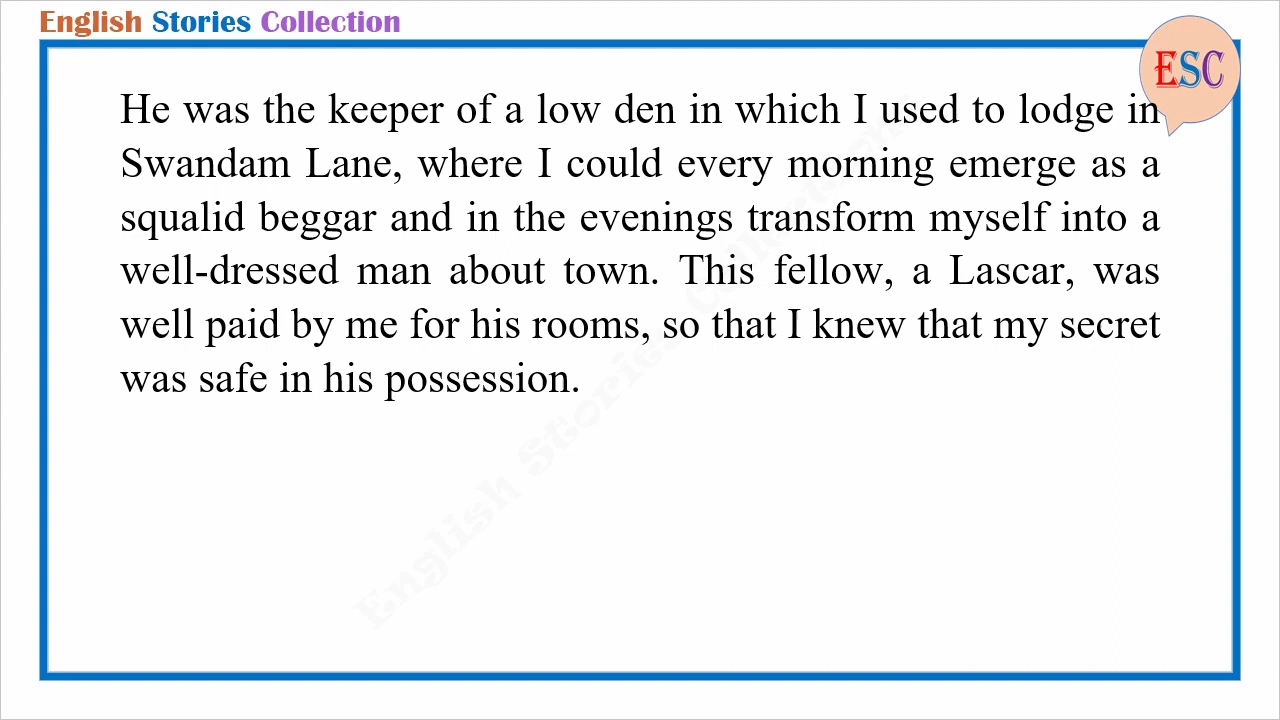 English Stories Collection
ESC
He was the keeper of a low den in which I used to lodge in
Swandam Lane, where I could every morning emerge as a
squalid beggar and in the evenings transform myself into a
well-dressed man about town. This fellow, a Lascar, was
well paid by me for his rooms, so that I knew that my secret
was safe in his possession.
English Stories Collection